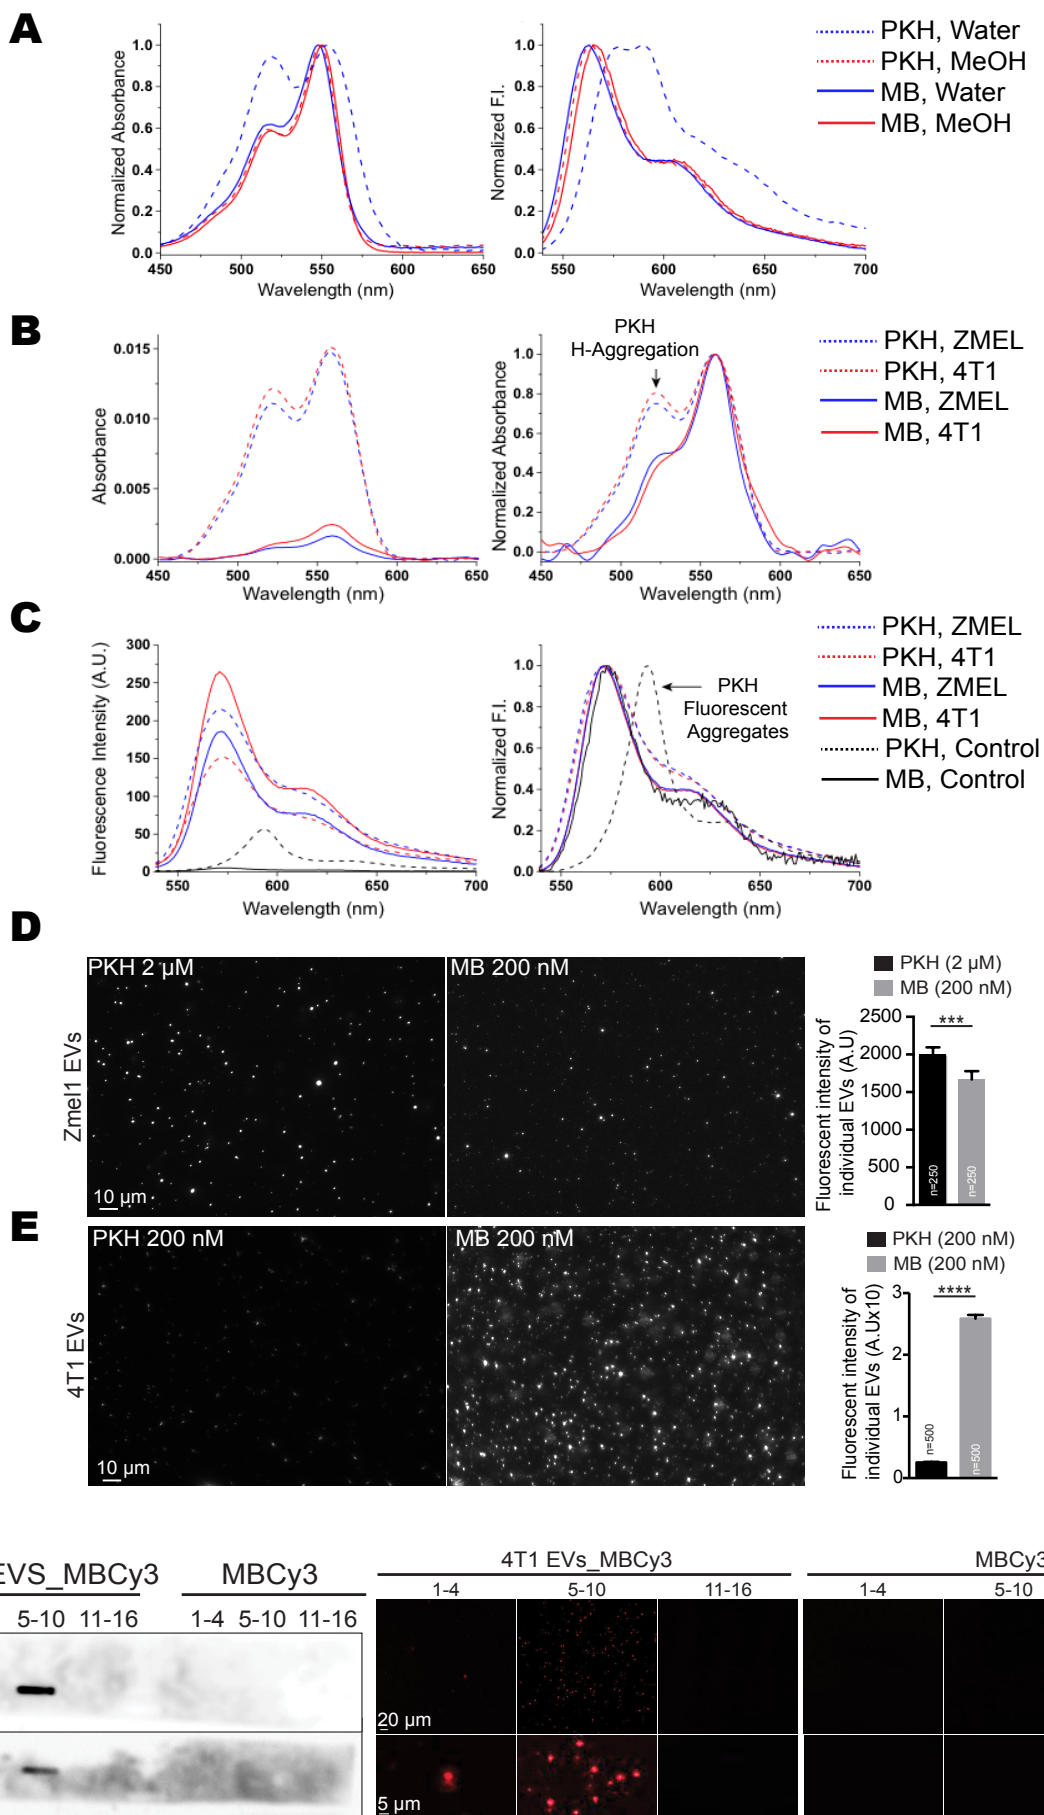 A
PKH, Water
PKH, MeOH
MB, Water
MB, MeOH
Normalized Absorbance
1.0
0.8
0.6
0.4
0.2
0.0
450 500 550 600 650
Wavelength (nm)
Normalized F.I.
1.0
0.8
0.6
0.4
0.2
0.0
550 600 650 700
Wavelength (nm)
B
PKH
H-Aggregation
PKH, ZMEL
PKH, 4T1
MB, ZMEL
MB, 4T1
Absorbance
0.015
0.010
0.005
0.000
450 500 550 600 650
Wavelength (nm)
Normalized Absorbance
1.0
0.8
0.6
0.4
0.2
0.0
450 500 550 600 650
Wavelength (nm)
C
PKH, ZMEL
PKH, 4T1
MB, ZMEL
MB, 4T1
PKH, Control
MB, Control
Fluorescence Intensity (A.U.)
300
250
200
150
100
50
0
550 600 650 700
Wavelength (nm)
Normalized F.I.
1.0
0.8
0.6
0.4
0.2
0.0
550 600 650 700
Wavelength (nm)
PKH
Fluorescent
Aggregates
D
Zmel1 EVs
PKH 2 µM
MB 200 nM
10 µm
PKH (2 µM)
MB (200 nM)
Fluorescent intensity of
individual EVs (A.U)
2500
2000
1500
1000
500
0
***
n=250
n=250
E
4T1 EVs
PKH 200 nM
MB 200 nM
10 µm
PKH (200 nM)
MB (200 nM)
Fluorescent intensity of
individual EVs (A.Ux10)
3
2
1
0
****
n=500
n=500
EVS_MBCy3 MBCy3
5-10 11-16 1-4 5-10 11-16
4T1 EVs_MBCy3 MBCy3
1-4 5-10 11-16 1-4 5-10
20 µm
5 µm